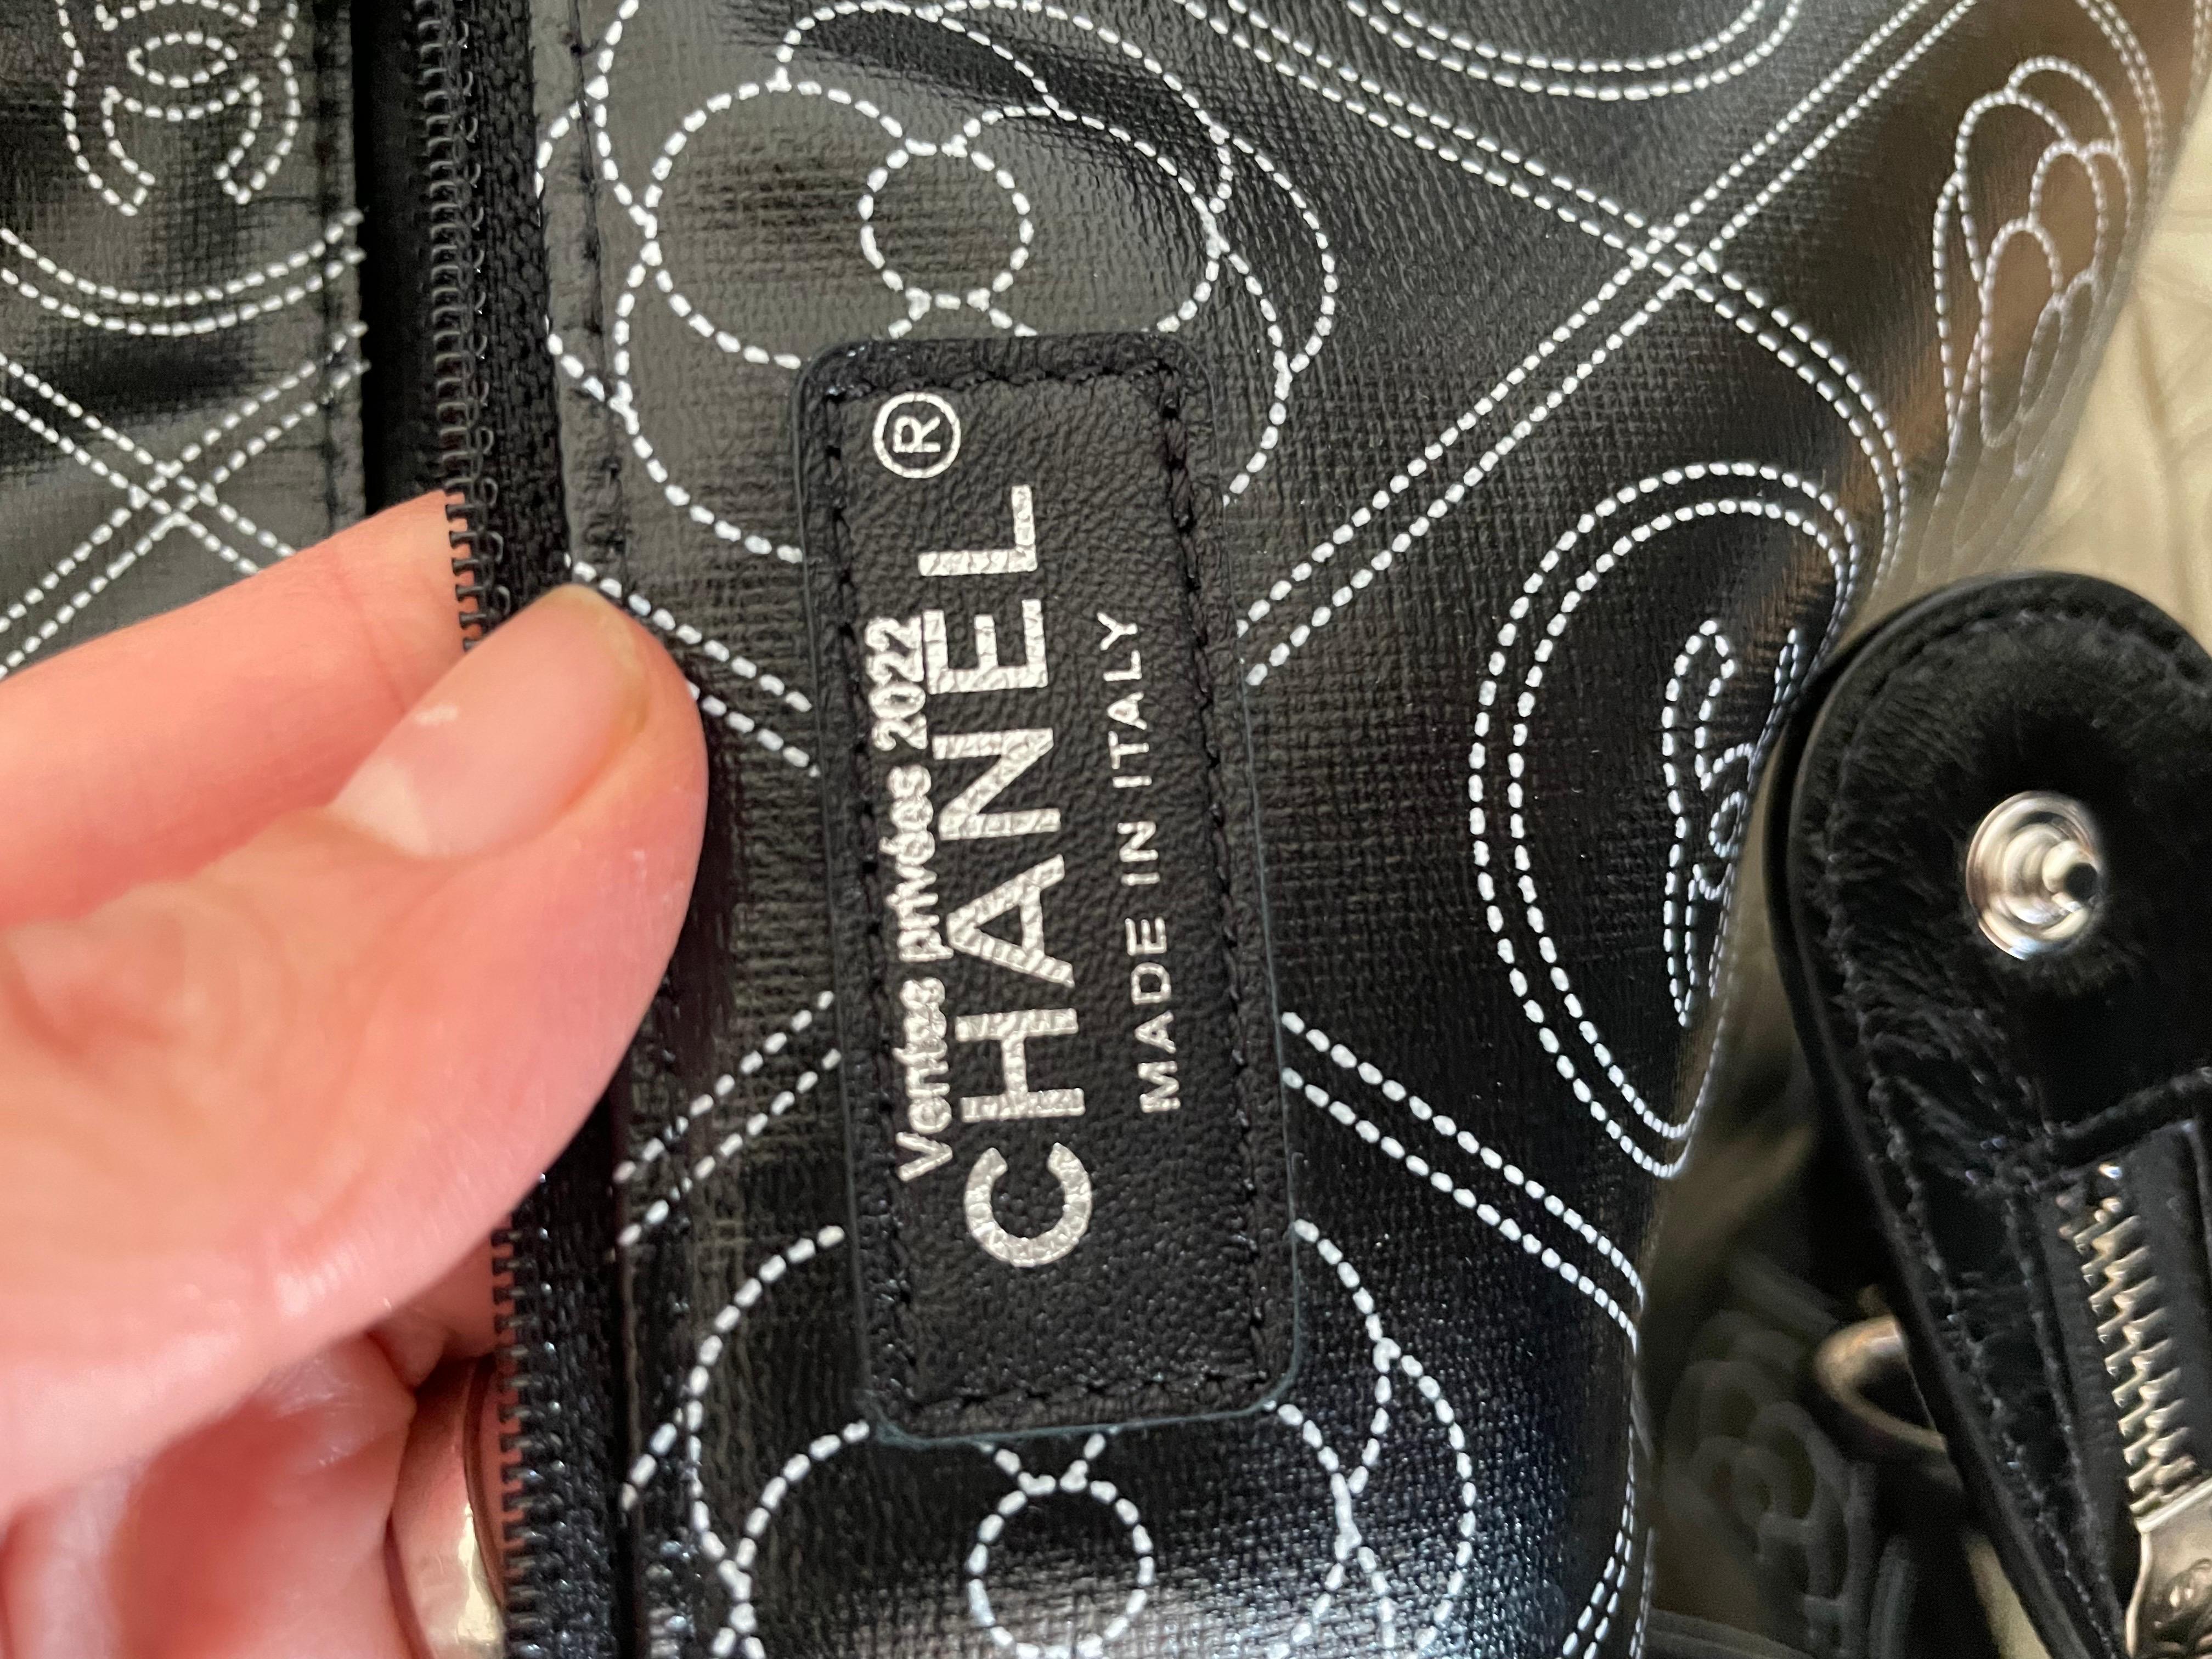 Ventes privées 2022
CHANEL®
MADE IN ITALY